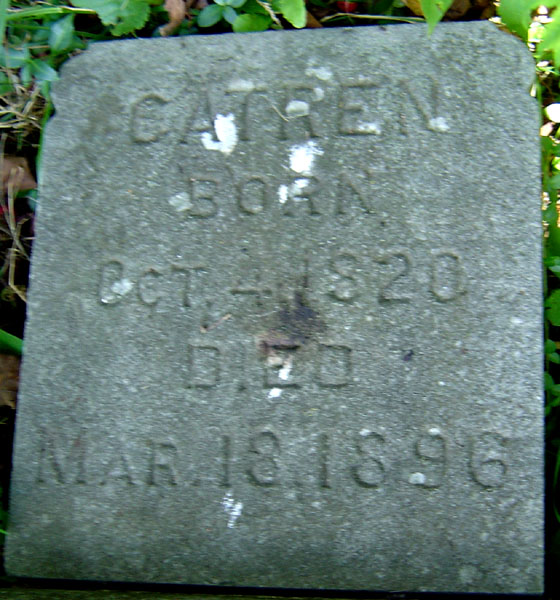 CATREN
BORN
OCT. 4. 1820
DIED
MAR. 18. 1896